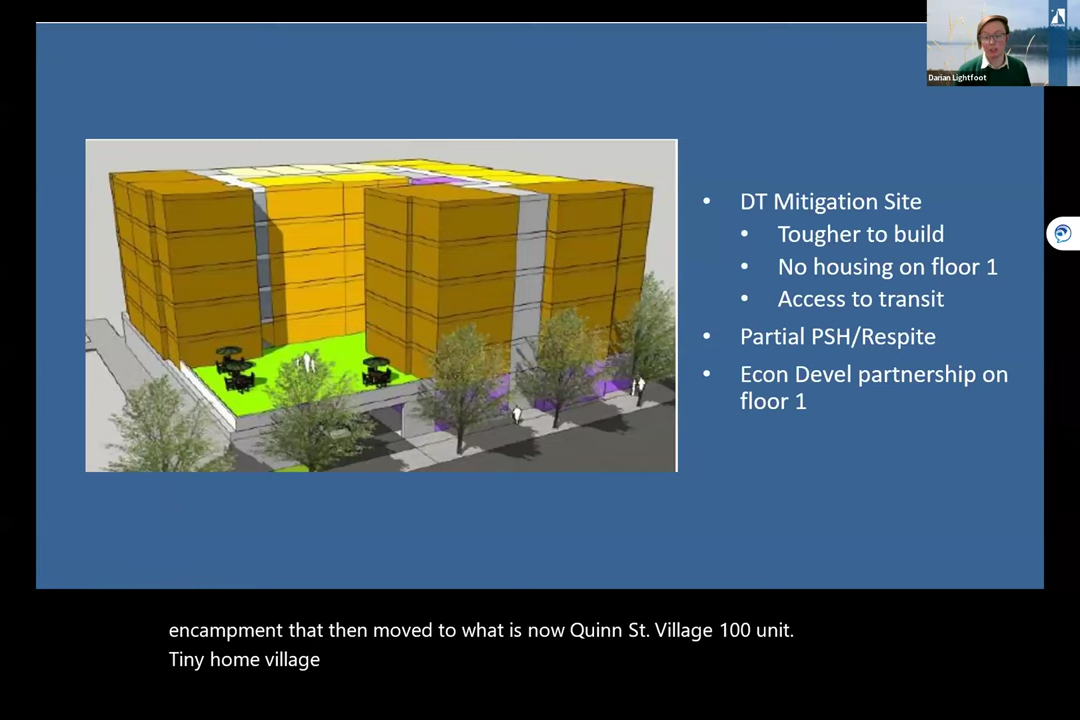 Darian Lightfoot
• DT Mitigation Site
• Tougher to build
• No housing on floor 1
• Access to transit
• Partial PSH/Respite
• Econ Devel partnership on
floor 1
encampment that then moved to what is now Quinn St. Village 100 unit.
Tiny home village